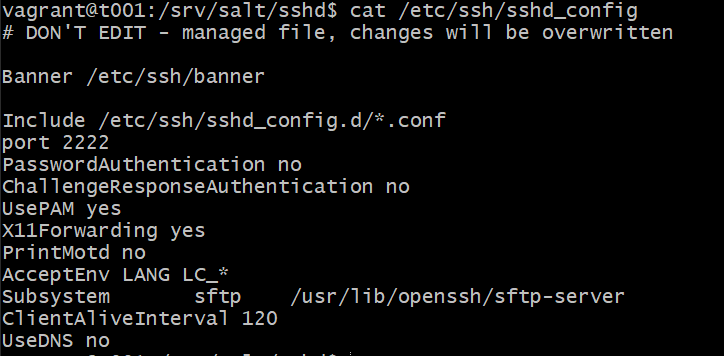 vagrant@t001:/srv/salt/sshd$ cat /etc/ssh/sshd_config
# DON'T EDIT - managed file, changes will be overwritten
Banner /etc/ssh/banner
Include /etc/ssh/sshd_config.d/*.conf
port 2222
PasswordAuthentication no
ChallengeResponseAuthentication no
UsePAM yes
X11Forwarding yes
PrintMotd no
AcceptEnv LANG LC_*
Subsystem       sftp    /usr/lib/openssh/sftp-server
ClientAliveInterval 120
UseDNS no